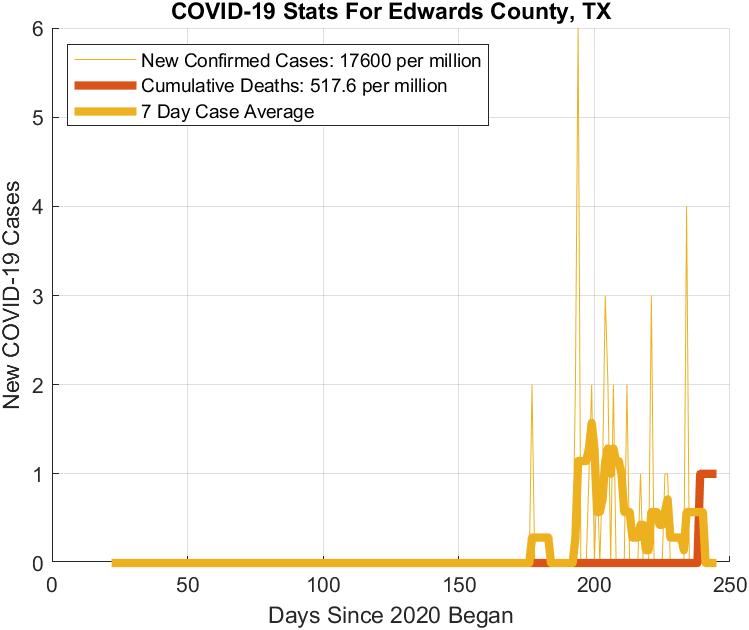 COVID-19 Stats For Edwards County, TX
New Confirmed Cases: 17600 per million
Cumulative Deaths: 517.6 per million
7 Day Case Average
New COVID-19 Cases
6
5
4
3
2
1
0
0 50 100 150 200 250
Days Since 2020 Began